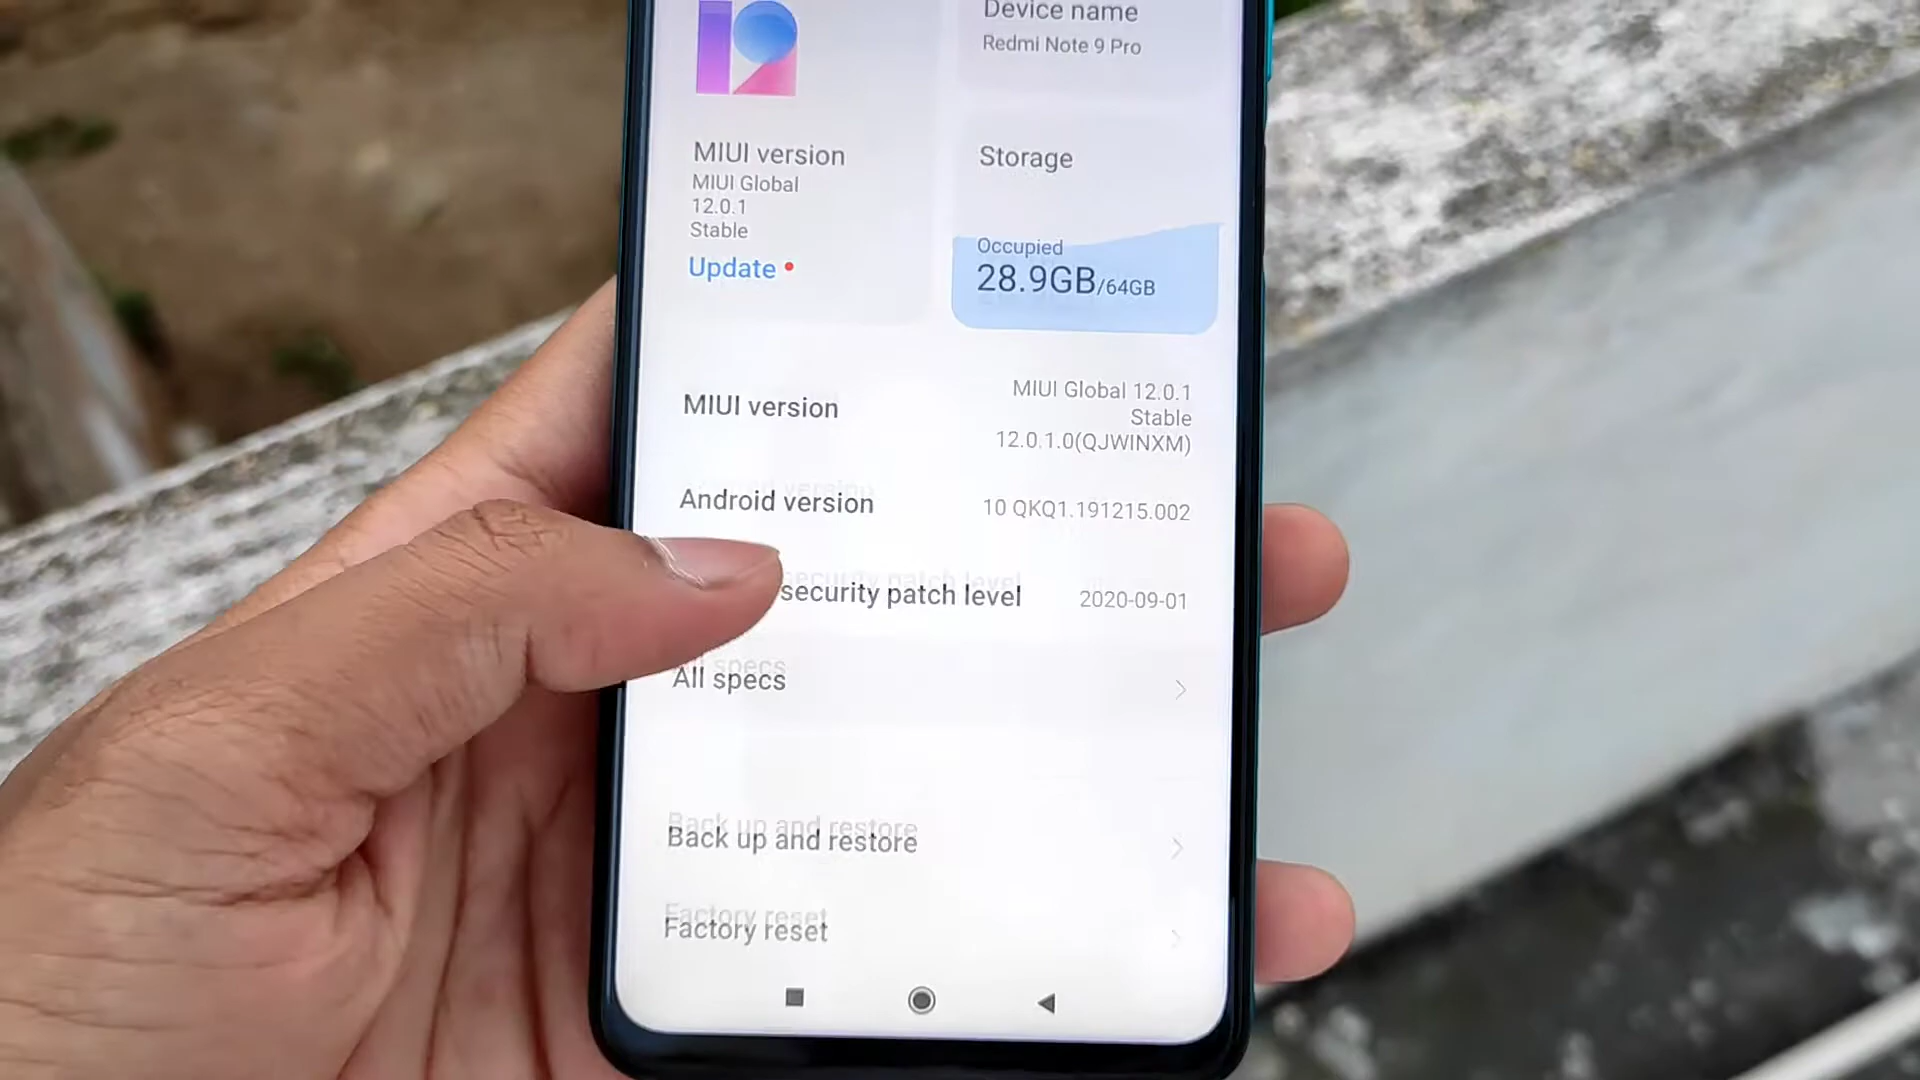 12
Device name
Redmi Note 9 Pro
MIUI version
MIUI Global
12.0.1
Stable
Update
Storage
Occupied
28.9GB/64GB
MIUI version
MIUI Global 12.0.1
Stable
12.0.1.0(QJWINXM)
Android version
10 QKQ1.191215.002
security patch level
2020-09-01
All specs
Back up and restore
Factory reset